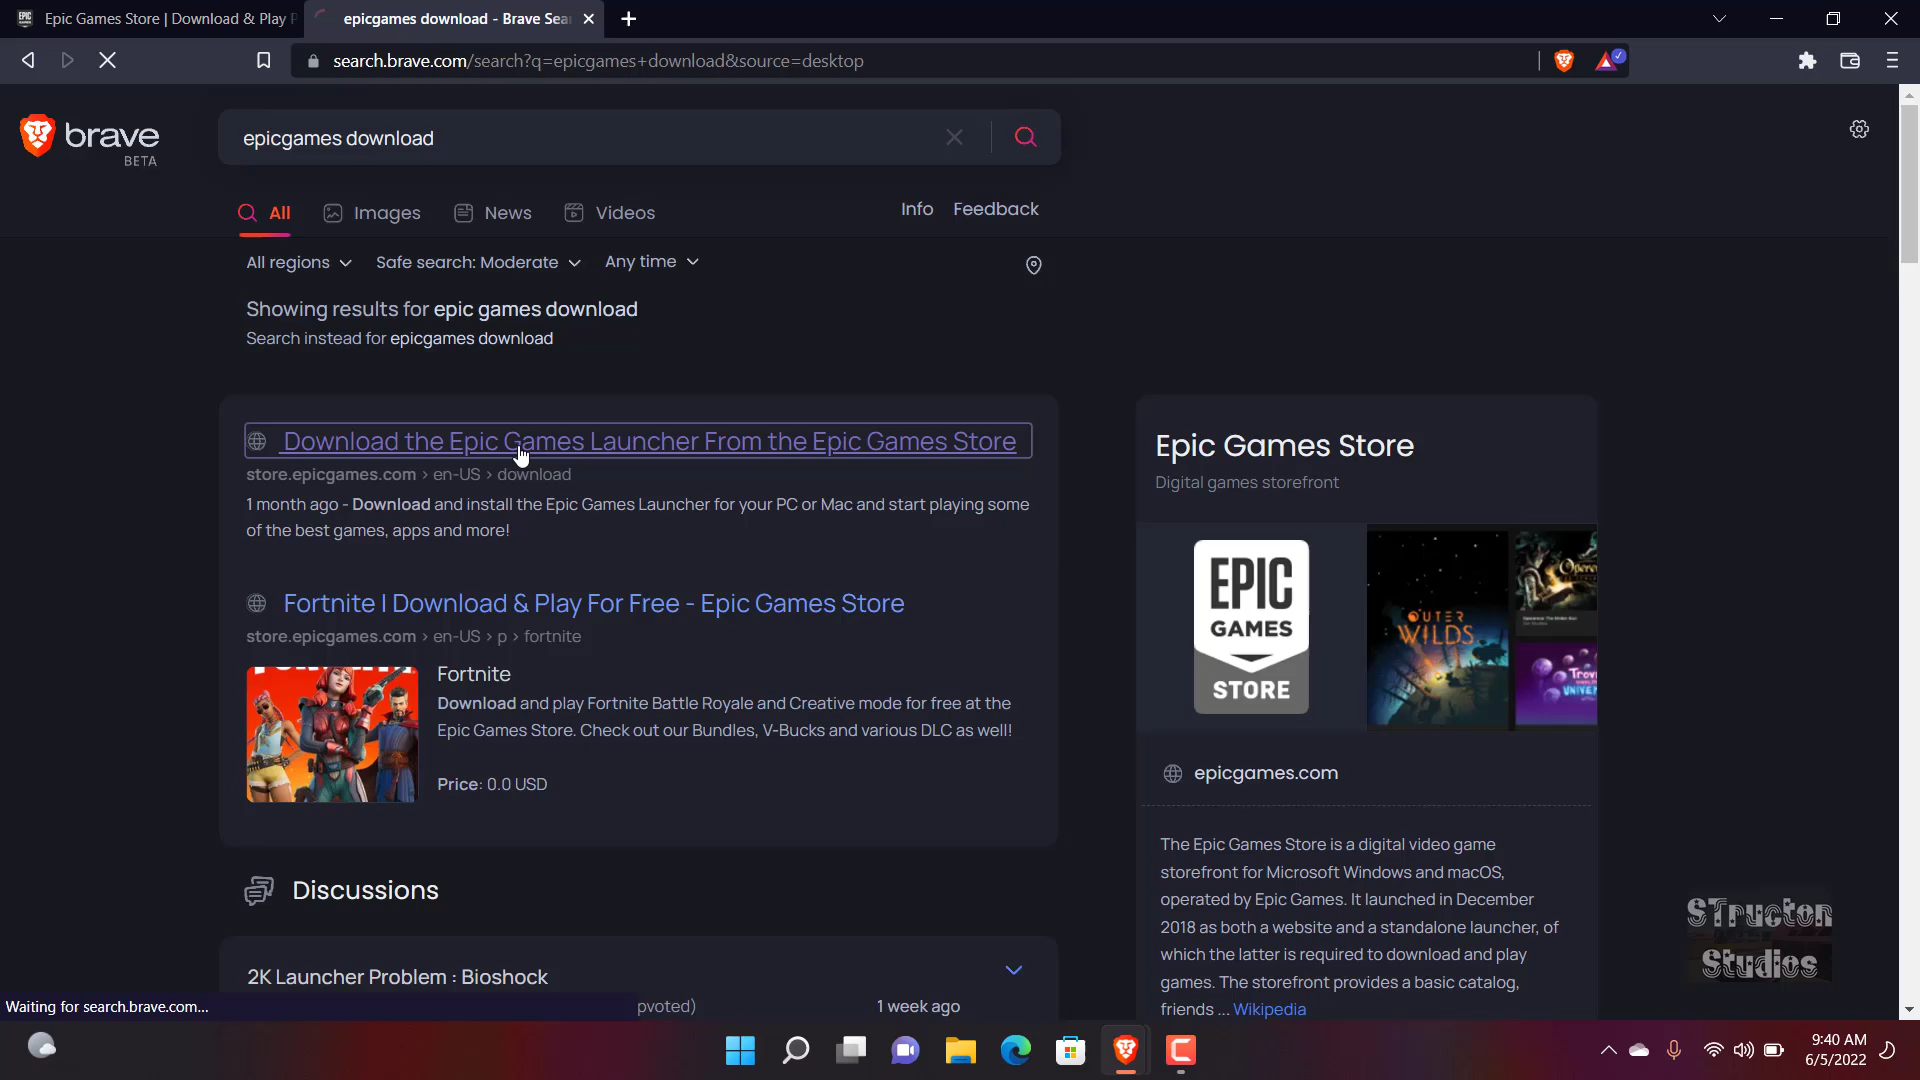 Epic Games Store | Download & Play P
epicgames download - Brave Sea
search.brave.com/search?q=epicgames+download&source=desktop
brave
BETA
epicgames download
All
Images
News
Videos
Info
Feedback
All regions
Safe search: Moderate
Any time
Showing results for epic games download
Search instead for epicgames download
Download the Epic Games Launcher From the Epic Games Store
store.epicgames.com › en-US › download
1 month ago - Download and install the Epic Games Launcher for your PC or Mac and start playing some
of the best games, apps and more!
Fortnite | Download & Play For Free - Epic Games Store
store.epicgames.com › en-US › p › fortnite
Fortnite
Download and play Fortnite Battle Royale and Creative mode for free at the
Epic Games Store. Check out our Bundles, V-Bucks and various DLC as well!
Price: 0.0 USD
Discussions
2K Launcher Problem : Bioshock
pvoted)
1 week ago
Epic Games Store
Digital games storefront
EPIC
GAMES
STORE
OUTER
WILDS
epicgames.com
The Epic Games Store is a digital video game
storefront for Microsoft Windows and macOS,
operated by Epic Games. It launched in December
2018 as both a website and a standalone launcher, of
which the latter is required to download and play
games. The storefront provides a basic catalog,
friends ... Wikipedia
STructon
Studios
Waiting for search.brave.com...
9:40 AM
6/5/2022